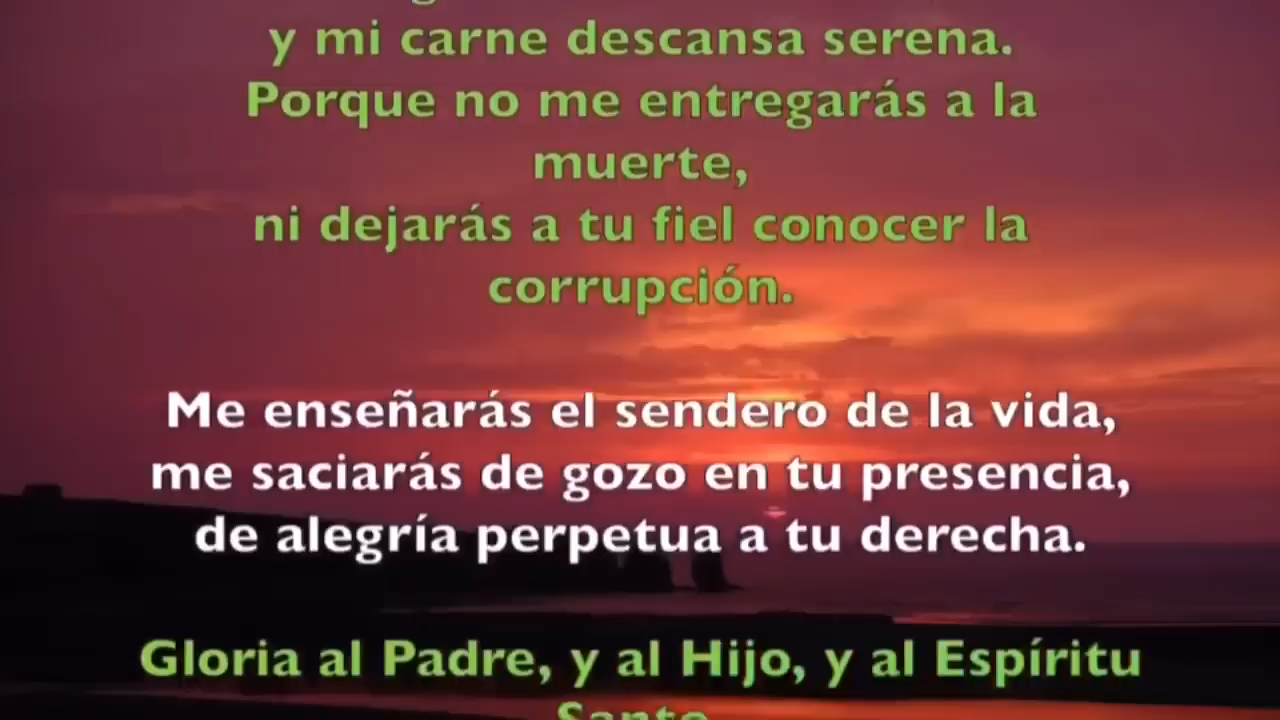 y mi carne descansa serena.
Porque no me entregarás a la
muerte,
ni dejarás a tu fiel conocer la
corrupción.
Me enseñarás el sendero de la vida,
me saciarás de gozo en tu presencia,
de alegría perpetua a tu derecha.
Gloria al Padre, y al Hijo, y al Espíritu
Santo.